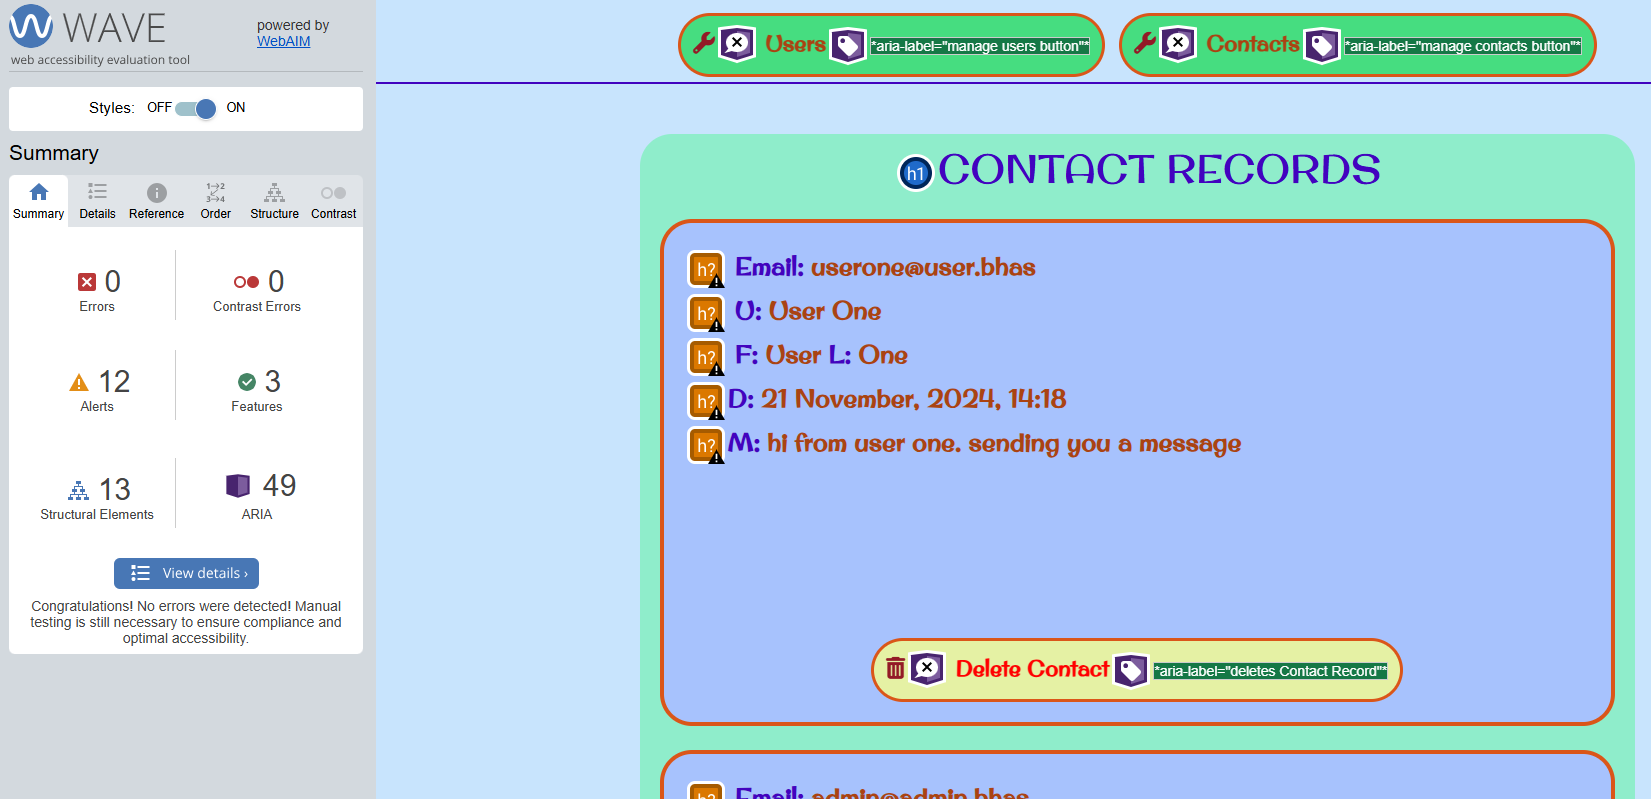 WAVE
powered by
WebAIM
web accessibility evaluation tool
Styles: OFF ON
Summary
Summary Details Reference Order Structure Contrast
0 Errors
0 Contrast Errors
12 Alerts
3 Features
13 Structural Elements
49 ARIA
View details ›
Congratulations! No errors were detected! Manual
testing is still necessary to ensure compliance and
optimal accessibility.
Users *aria-label="manage users button"*
Contacts *aria-label="manage contacts button"*
h1 CONTACT RECORDS
h? Email: userone@user.bhas
h? U: User One
h? F: User L: One
h? D: 21 November, 2024, 14:18
h? M: hi from user one. sending you a message
Delete Contact *aria-label="deletes Contact Record"*
h? Email: admin@admin.bhas